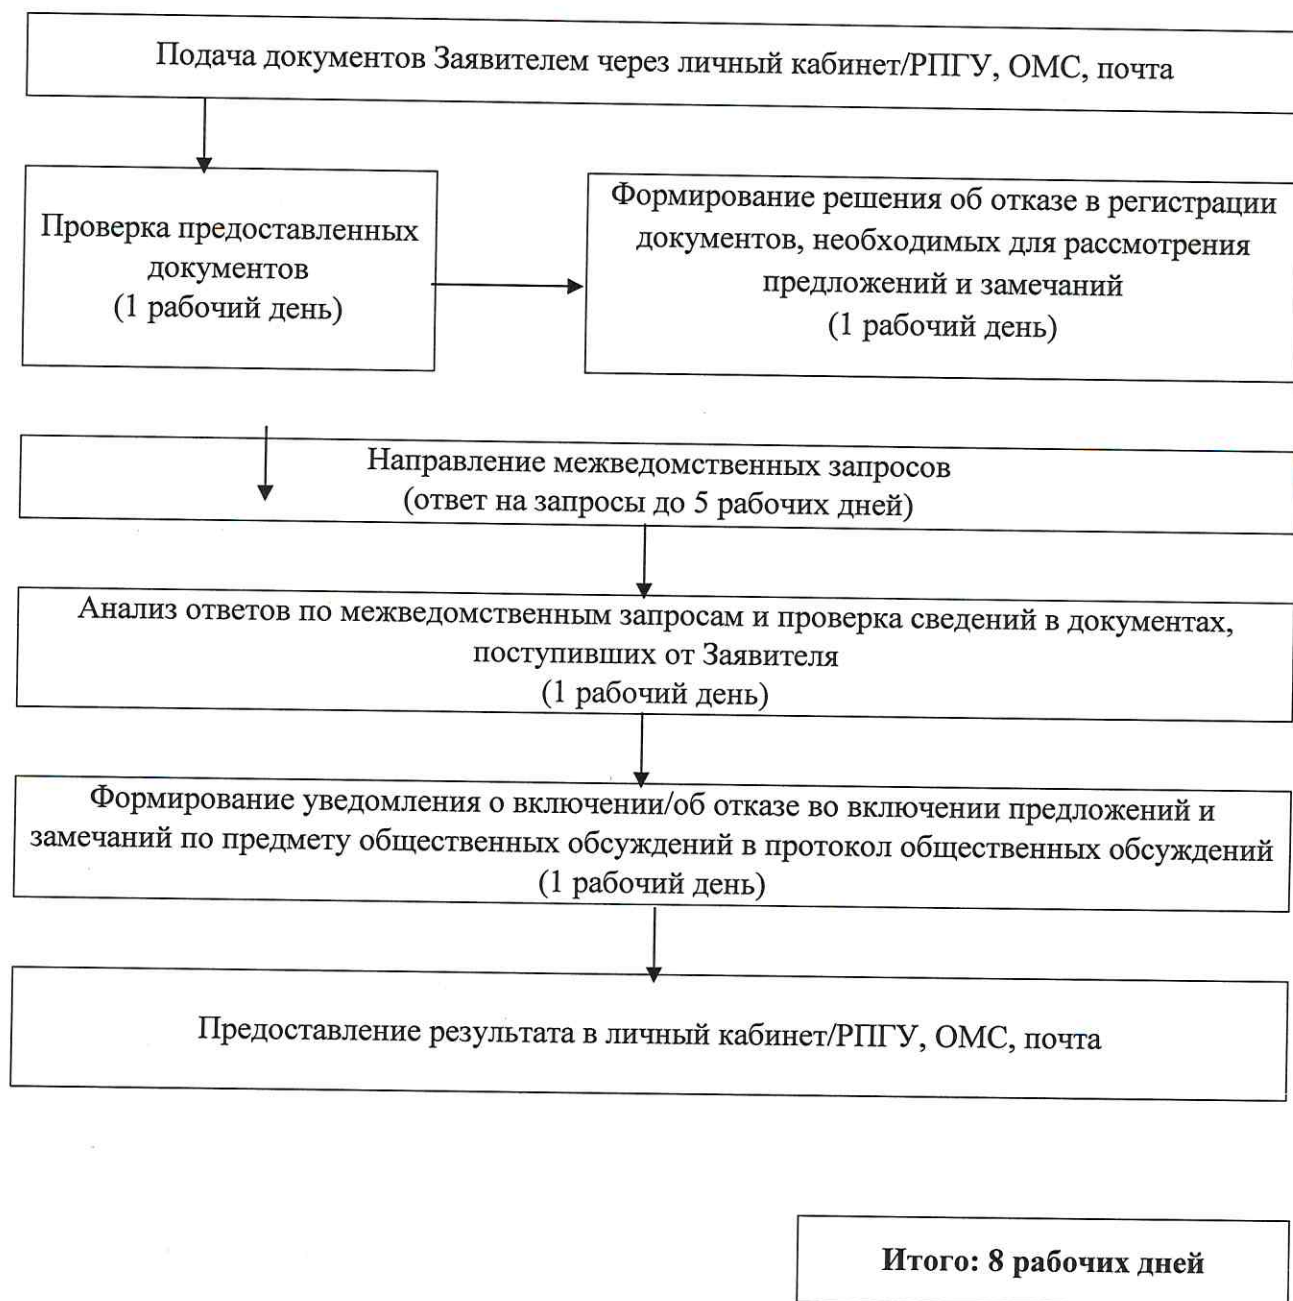 Подача документов Заявителем через личный кабинет/РПГУ, ОМС, почта
Проверка предоставленных
документов
(1 рабочий день)
Формирование решения об отказе в регистрации
документов, необходимых для рассмотрения
предложений и замечаний
(1 рабочий день)
Направление межведомственных запросов
(ответ на запросы до 5 рабочих дней)
Анализ ответов по межведомственным запросам и проверка сведений в документах,
поступивших от Заявителя
(1 рабочий день)
Формирование уведомления о включении/об отказе во включении предложений и
замечаний по предмету общественных обсуждений в протокол общественных обсуждений
(1 рабочий день)
Предоставление результата в личный кабинет/РПГУ, ОМС, почта
Итого: 8 рабочих дней